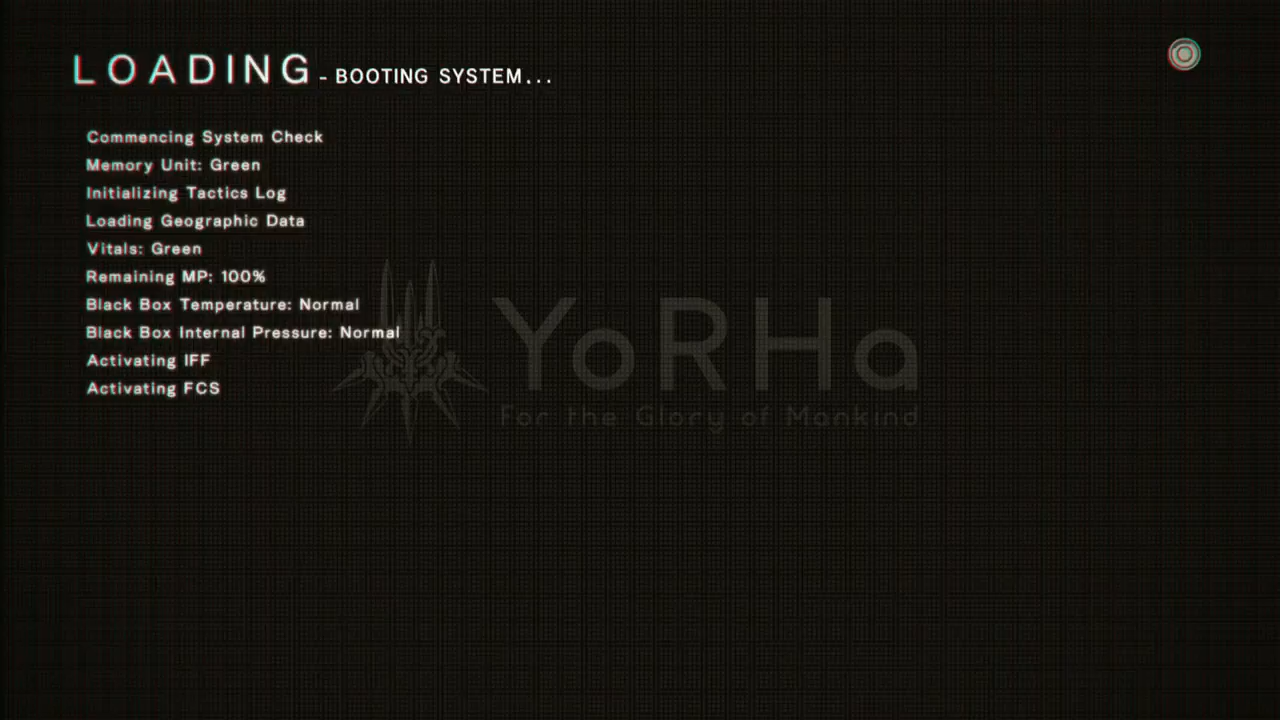 LOADING - BOOTING SYSTEM...
Commencing System Check
Memory Unit: Green
Initializing Tactics Log
Loading Geographic Data
Vitals: Green
Remaining MP: 100%
Black Box Temperature: Normal
Black Box Internal Pressure: Normal
Activating IFF
Activating FCS
YoRHa
For the Glory of Mankind